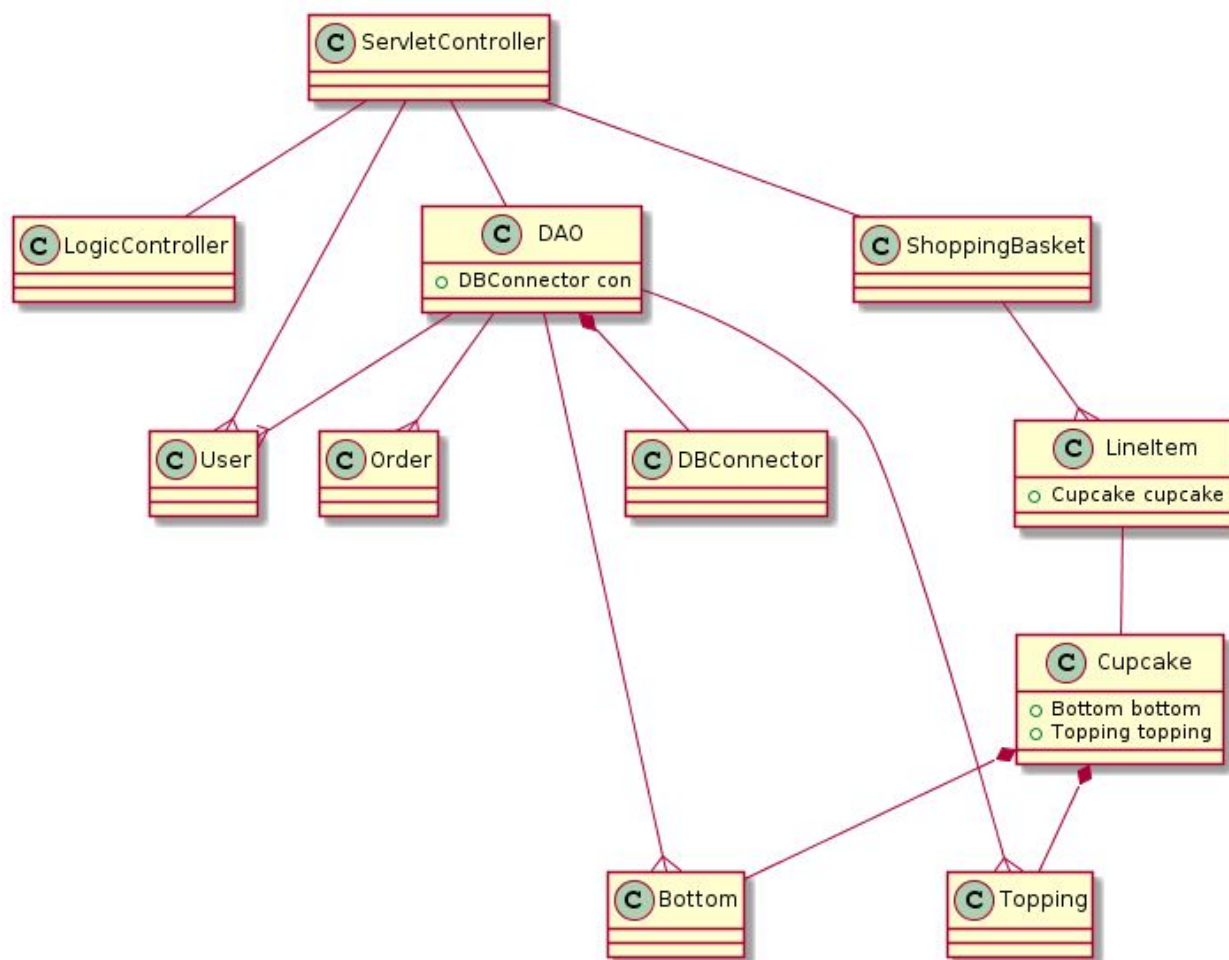 C ServletController
C LogicController
C DAO
DBConnector con
C ShoppingBasket
C User
C Order
C DBConnector
C LineItem
Cupcake cupcake
C Cupcake
Bottom bottom
Topping topping
C Bottom
C Topping